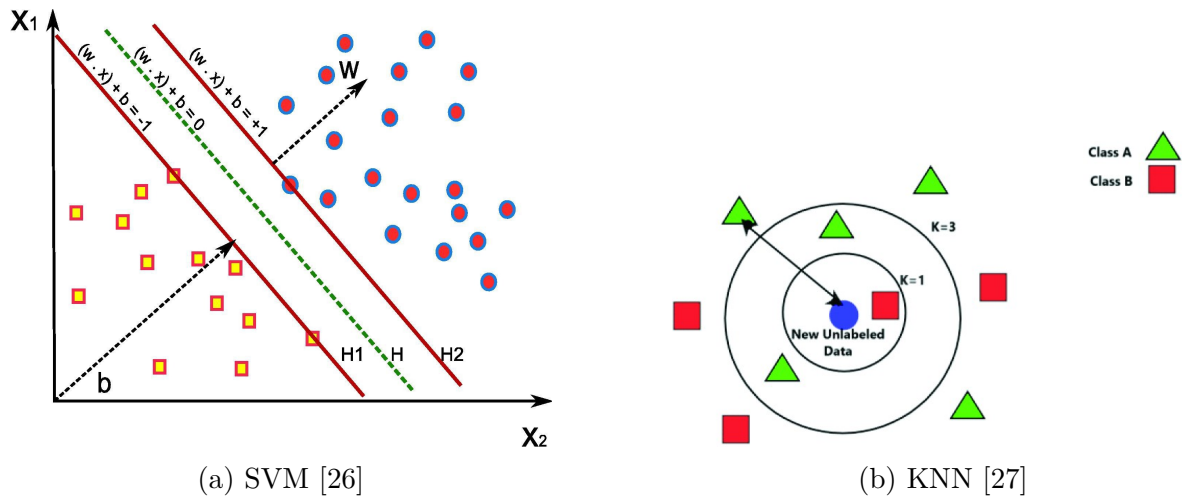 X1
(w . x) + b = -1
(w . x) + b = 0
(w . x) + b = +1
W
H1
H
H2
b
X2
(a) SVM [26]
Class A
Class B
K=3
K=1
New Unlabeled
Data
(b) KNN [27]